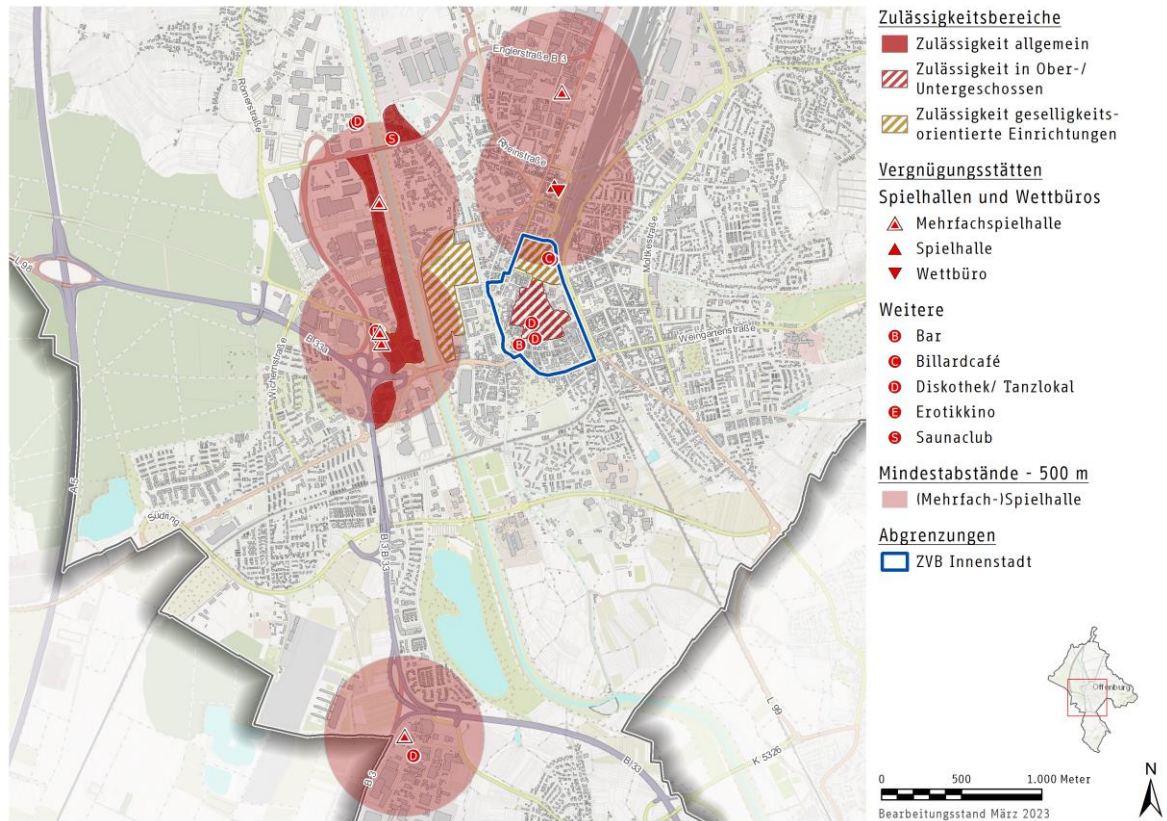 Englerstraße B 3
Römerstraße
Rheinstraße
Moltkestraße
L 98
Weingartenstraße
B 33a
Wichernstraße
A 5
Südring
B 3 B 33
L 99
K 5326
B 33
B 3
D
S
C
D
D
B
D
D
Zulässigkeitsbereiche
Zulässigkeit allgemein
Zulässigkeit in Ober-/
Untergeschossen
Zulässigkeit geselligkeits-
orientierte Einrichtungen
Vergnügungsstätten
Spielhallen und Wettbüros
Mehrfachspielhalle
Spielhalle
Wettbüro
Weitere
B Bar
C Billardcafé
D Diskothek/ Tanzlokal
E Erotikkino
S Saunaclub
Mindestabstände - 500 m
(Mehrfach-)Spielhalle
Abgrenzungen
ZVB Innenstadt
Offenburg
0 500 1.000 Meter
Bearbeitungsstand März 2023
N